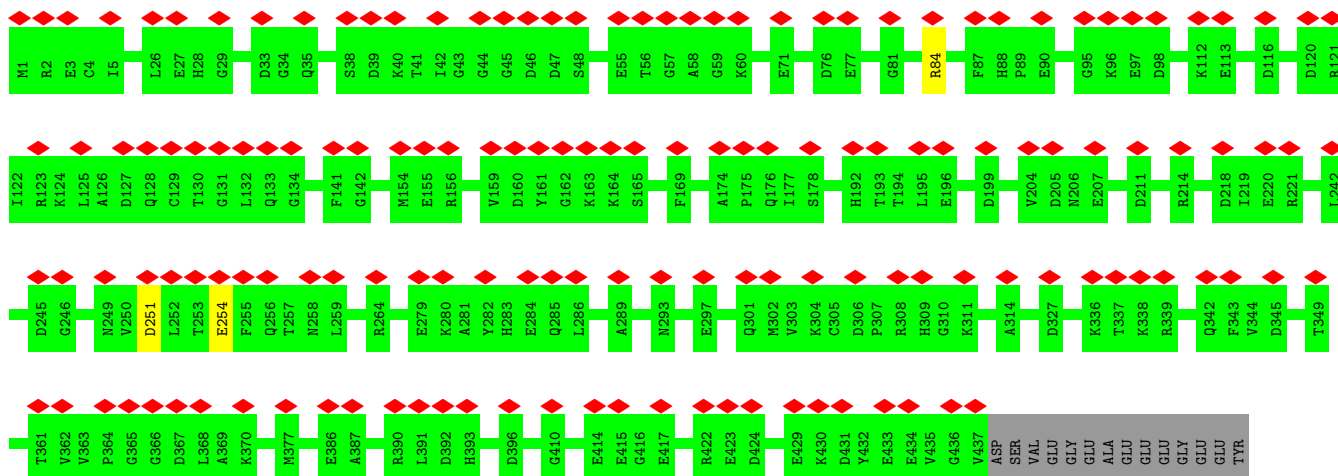 M1 R2 E3 C4 I5 L26 E27 H28 G29 D33 G34 Q35 S38 D39 K40 T41 I42 G43 G44 G45 D46 D47 S48 E55 T56 G57 A58 G59 K60 E71 D76 E77 G81 R84 F87 H88 P89 E90 G95 K96 E97 D98 K112 E113 D116 D120 R121
I122 R123 K124 L125 A126 D127 Q128 C129 T130 G131 L132 Q133 G134 F141 G142 M154 E155 R156 V159 D160 Y161 G162 K163 K164 S165 F169 A174 P175 Q176 I177 S178 H192 T193 T194 L195 E196 D199 V204 D205 N206 E207 D211 R214 D218 I219 E220 R221 L242
D245 G246 N249 V250 D251 L252 T253 E254 F255 Q256 T257 N258 L259 R264 E279 K280 A281 Y282 H283 E284 Q285 L286 A289 N293 E297 Q301 M302 V303 K304 C305 D306 P307 R308 H309 G310 K311 A314 D327 K336 T337 K338 R339 Q342 F343 V344 D345 T349
T361 V362 V363 P364 G365 G366 D367 L368 A369 K370 M377 E386 A387 R390 L391 D392 H393 D396 G410 E414 E415 G416 E417 R422 E423 D424 E429 K430 D431 Y432 E433 E434 V435 G436 V437 ASP SER VAL GLU GLY GLU GLU ALA GLU GLU GLU GLY GLU GLU TYR